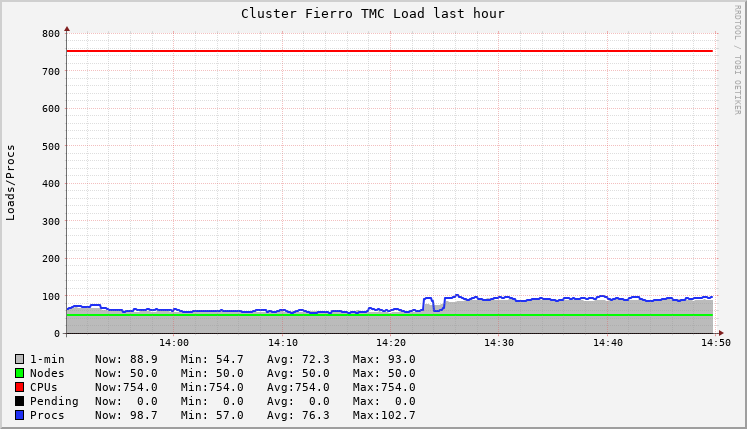 Cluster Fierro TMC Load last hour
RRDTOOL / TOBI OETIKER
Loads/Procs
800
700
600
500
400
300
200
100
0
14:00 14:10 14:20 14:30 14:40 14:50
1-min Now: 88.9 Min: 54.7 Avg: 72.3 Max: 93.0
Nodes Now: 50.0 Min: 50.0 Avg: 50.0 Max: 50.0
CPUs Now:754.0 Min:754.0 Avg:754.0 Max:754.0
Pending Now: 0.0 Min: 0.0 Avg: 0.0 Max: 0.0
Procs Now: 98.7 Min: 57.0 Avg: 76.3 Max:102.7